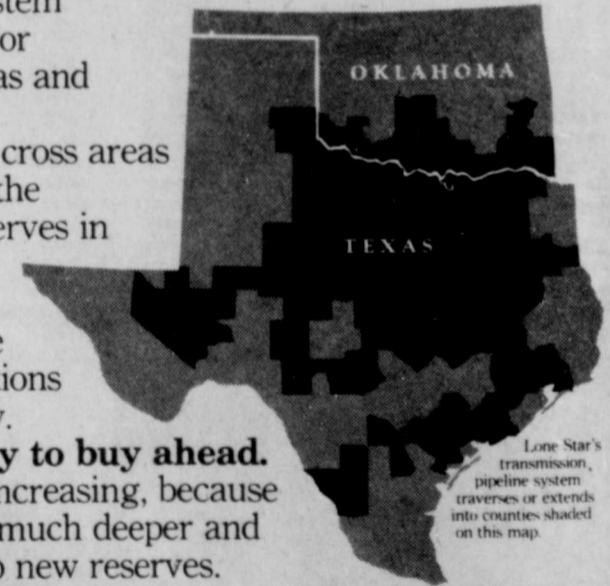 stem
or
as and
cross areas
the
erves in
e
tions
y.
y to buy ahead.
ncreasing, because
much deeper and
o new reserves.
OKLAHOMA
TEXAS
Lone Star's
transmission,
pipeline system
traverses or extends
into counties shaded
on this map.